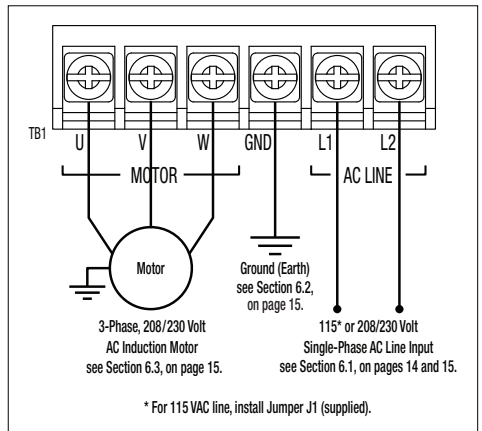 TB1
U V W GND L1 L2
MOTOR AC LINE
Motor
Ground (Earth)
see Section 6.2,
on page 15.
3-Phase, 208/230 Volt
AC Induction Motor
see Section 6.3, on page 15.
115* or 208/230 Volt
Single-Phase AC Line Input
see Section 6.1, on pages 14 and 15.
* For 115 VAC line, install Jumper J1 (supplied).